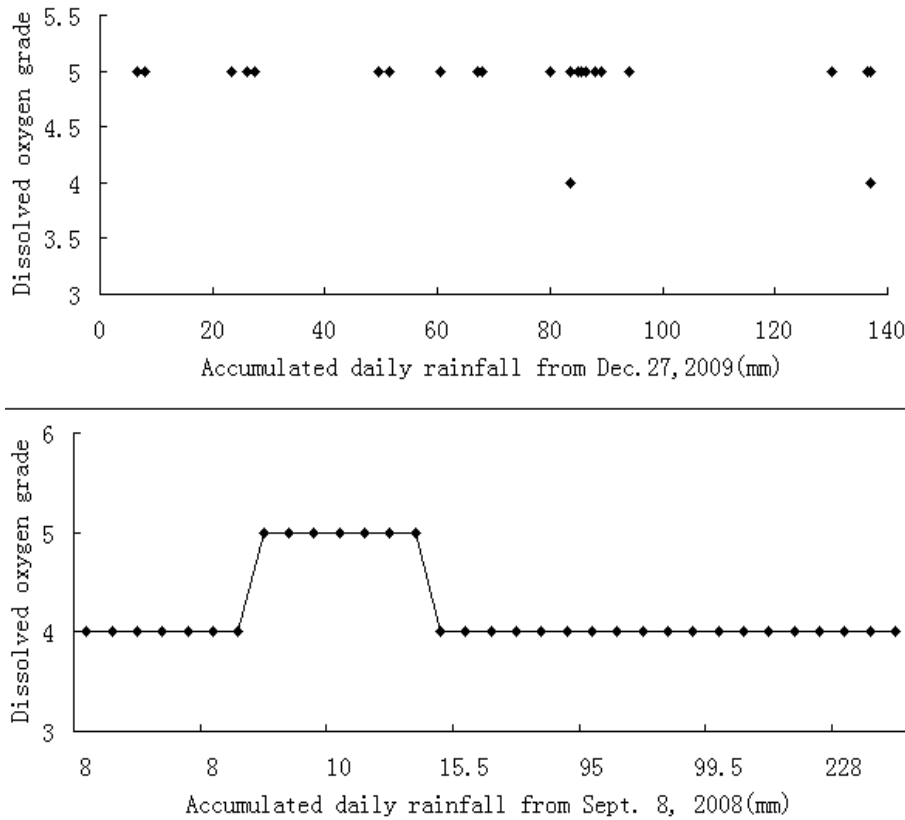 Dissolved oxygen grade
5.5
5
4.5
4
3.5
3
0 20 40 60 80 100 120 140
Accumulated daily rainfall from Dec.27,2009(mm)
Dissolved oxygen grade
6
5
4
3
8 8 10 15.5 95 99.5 228
Accumulated daily rainfall from Sept. 8, 2008(mm)